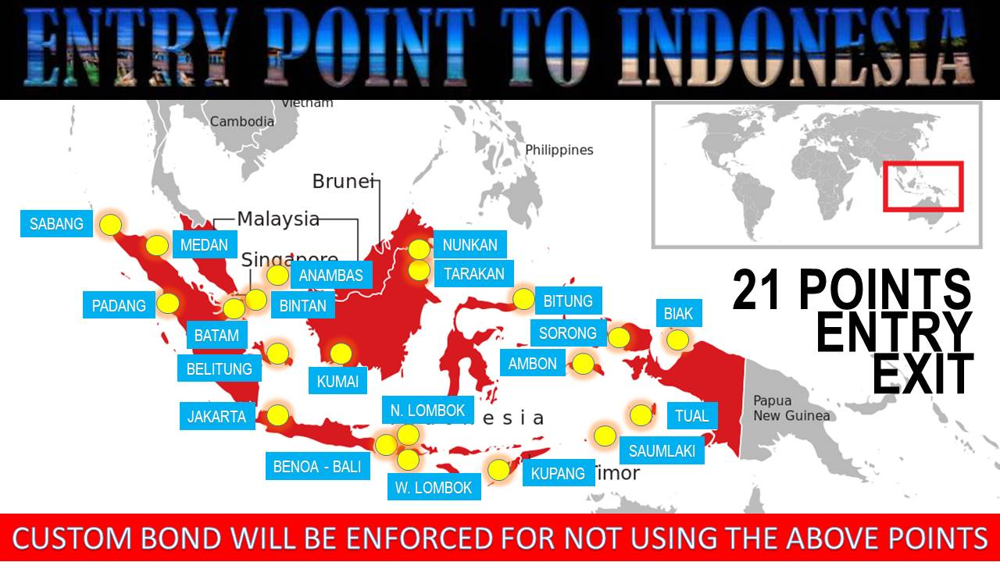 ENTRY POINT TO INDONESIA
Vietnam
Cambodia
Philippines
Brunei
Malaysia
SABANG
MEDAN
NUNKAN
Singapore
ANAMBAS
TARAKAN
21 POINTS
ENTRY
EXIT
PADANG
BINTAN
BITUNG
BIAK
BATAM
SORONG
BELITUNG
AMBON
KUMAI
Papua
New Guinea
JAKARTA
N. LOMBOK
nesia
TUAL
SAUMLAKI
BENOA - BALI
KUPANG
Timor
W. LOMBOK
CUSTOM BOND WILL BE ENFORCED FOR NOT USING THE ABOVE POINTS